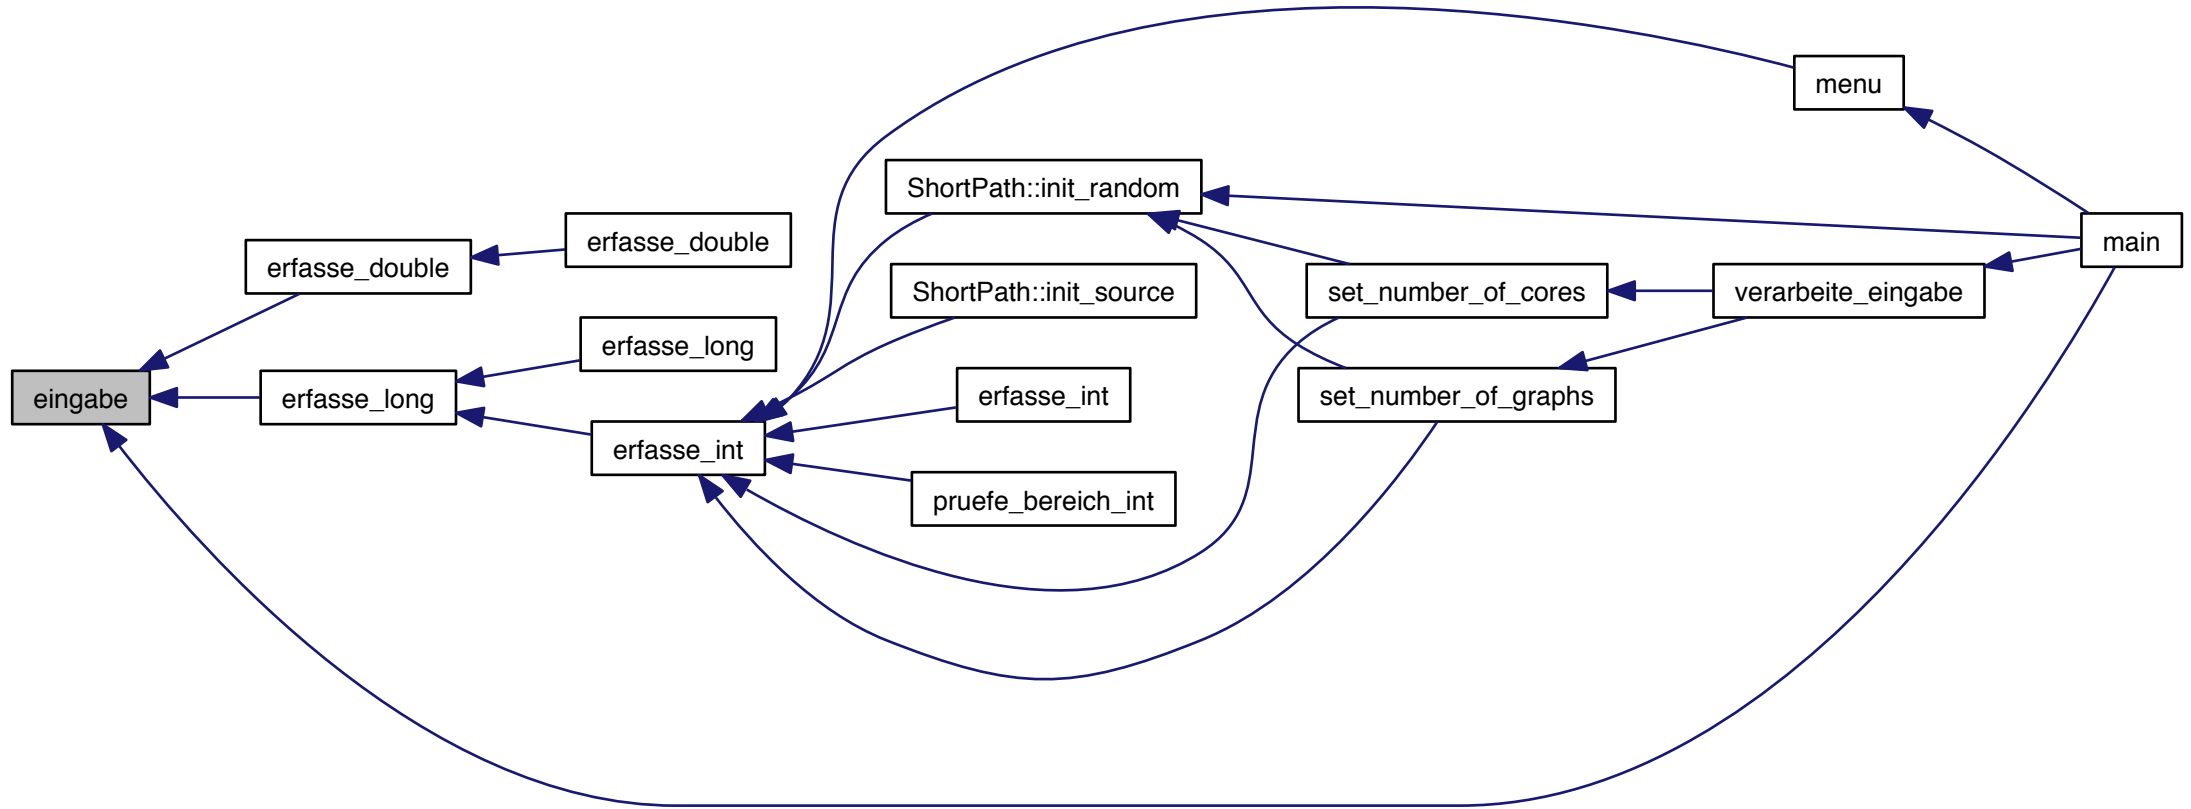 eingabe
erfasse_double
erfasse_long
erfasse_double
erfasse_long
erfasse_int
ShortPath::init_random
ShortPath::init_source
erfasse_int
pruefe_bereich_int
set_number_of_cores
set_number_of_graphs
menu
verarbeite_eingabe
main